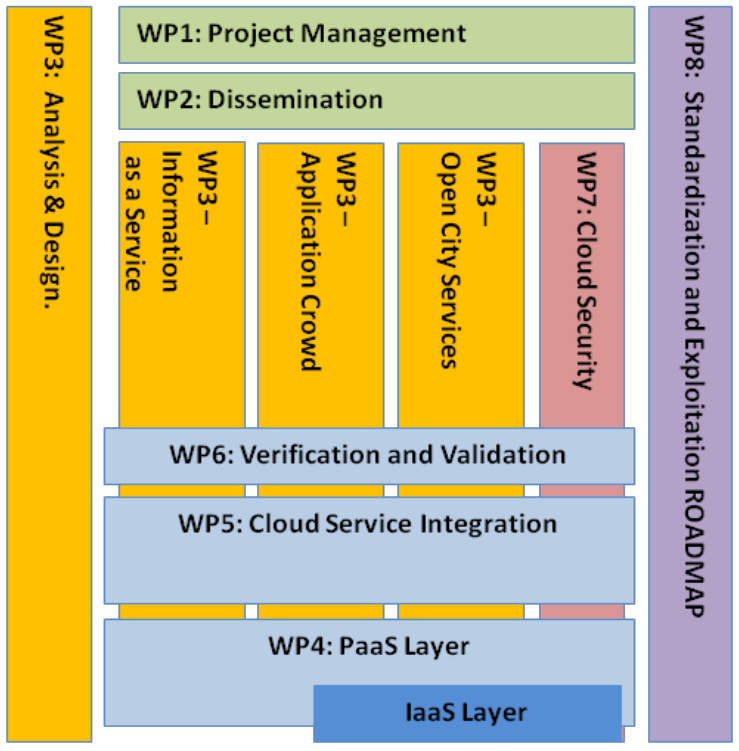 WP3: Analysis & Design.
WP1: Project Management
WP2: Dissemination
WP3 –
Information
as a Service
WP3 –
Application Crowd
WP3 –
Open City Services
WP7: Cloud Security
WP8: Standardization and Exploitation ROADMAP
WP6: Verification and Validation
WP5: Cloud Service Integration
WP4: PaaS Layer
IaaS Layer